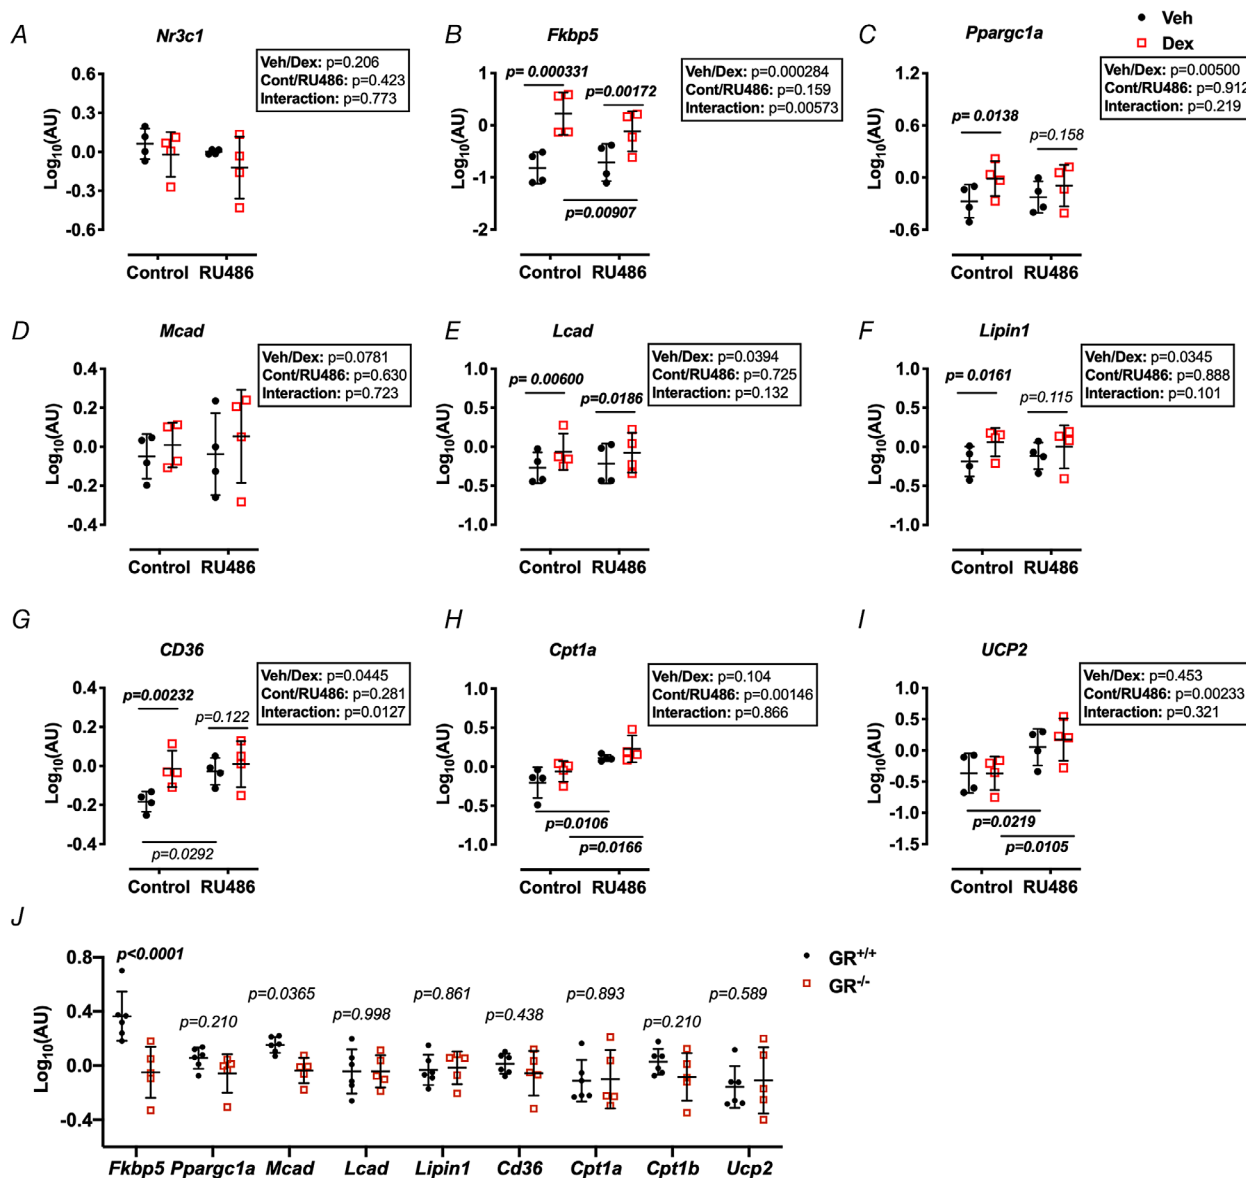 A
Nr3c1
Veh/Dex: p=0.206
Cont/RU486: p=0.423
Interaction: p=0.773
0.6
0.3
0.0
-0.3
-0.6
Log10(AU)
Control RU486
B
Fkbp5
p= 0.000331
p=0.00172
Veh/Dex: p=0.000284
Cont/RU486: p=0.159
Interaction: p=0.00573
1
0
-1
-2
Log10(AU)
p=0.00907
Control RU486
Veh
Dex
C
Ppargc1a
Veh/Dex: p=0.00500
Cont/RU486: p=0.912
Interaction: p=0.219
1.2
0.6
0.0
-0.6
Log10(AU)
p= 0.0138
p=0.158
Control RU486
D
Mcad
Veh/Dex: p=0.0781
Cont/RU486: p=0.630
Interaction: p=0.723
0.4
0.2
0.0
-0.2
-0.4
Log10(AU)
Control RU486
E
Lcad
p= 0.00600
p=0.0186
Veh/Dex: p=0.0394
Cont/RU486: p=0.725
Interaction: p=0.132
1.0
0.5
0.0
-0.5
-1.0
Log10(AU)
Control RU486
F
Lipin1
p= 0.0161
p=0.115
Veh/Dex: p=0.0345
Cont/RU486: p=0.888
Interaction: p=0.101
1.0
0.5
0.0
-0.5
-1.0
Log10(AU)
Control RU486
G
CD36
p=0.00232
p=0.122
Veh/Dex: p=0.0445
Cont/RU486: p=0.281
Interaction: p=0.0127
0.4
0.2
0.0
-0.2
-0.4
Log10(AU)
p=0.0292
Control RU486
H
Cpt1a
Veh/Dex: p=0.104
Cont/RU486: p=0.00146
Interaction: p=0.866
1.0
0.5
0.0
-0.5
-1.0
Log10(AU)
p=0.0106
p=0.0166
Control RU486
I
UCP2
Veh/Dex: p=0.453
Cont/RU486: p=0.00233
Interaction: p=0.321
1.0
0.5
0.0
-0.5
-1.0
-1.5
Log10(AU)
p=0.0219
p=0.0105
Control RU486
J
0.8
0.4
0.0
-0.4
Log10(AU)
p<0.0001
p=0.210
p=0.0365
p=0.998
p=0.861
p=0.438
p=0.893
p=0.210
p=0.589
GR+/+
GR-/-
Fkbp5 Ppargc1a Mcad Lcad Lipin1 Cd36 Cpt1a Cpt1b Ucp2